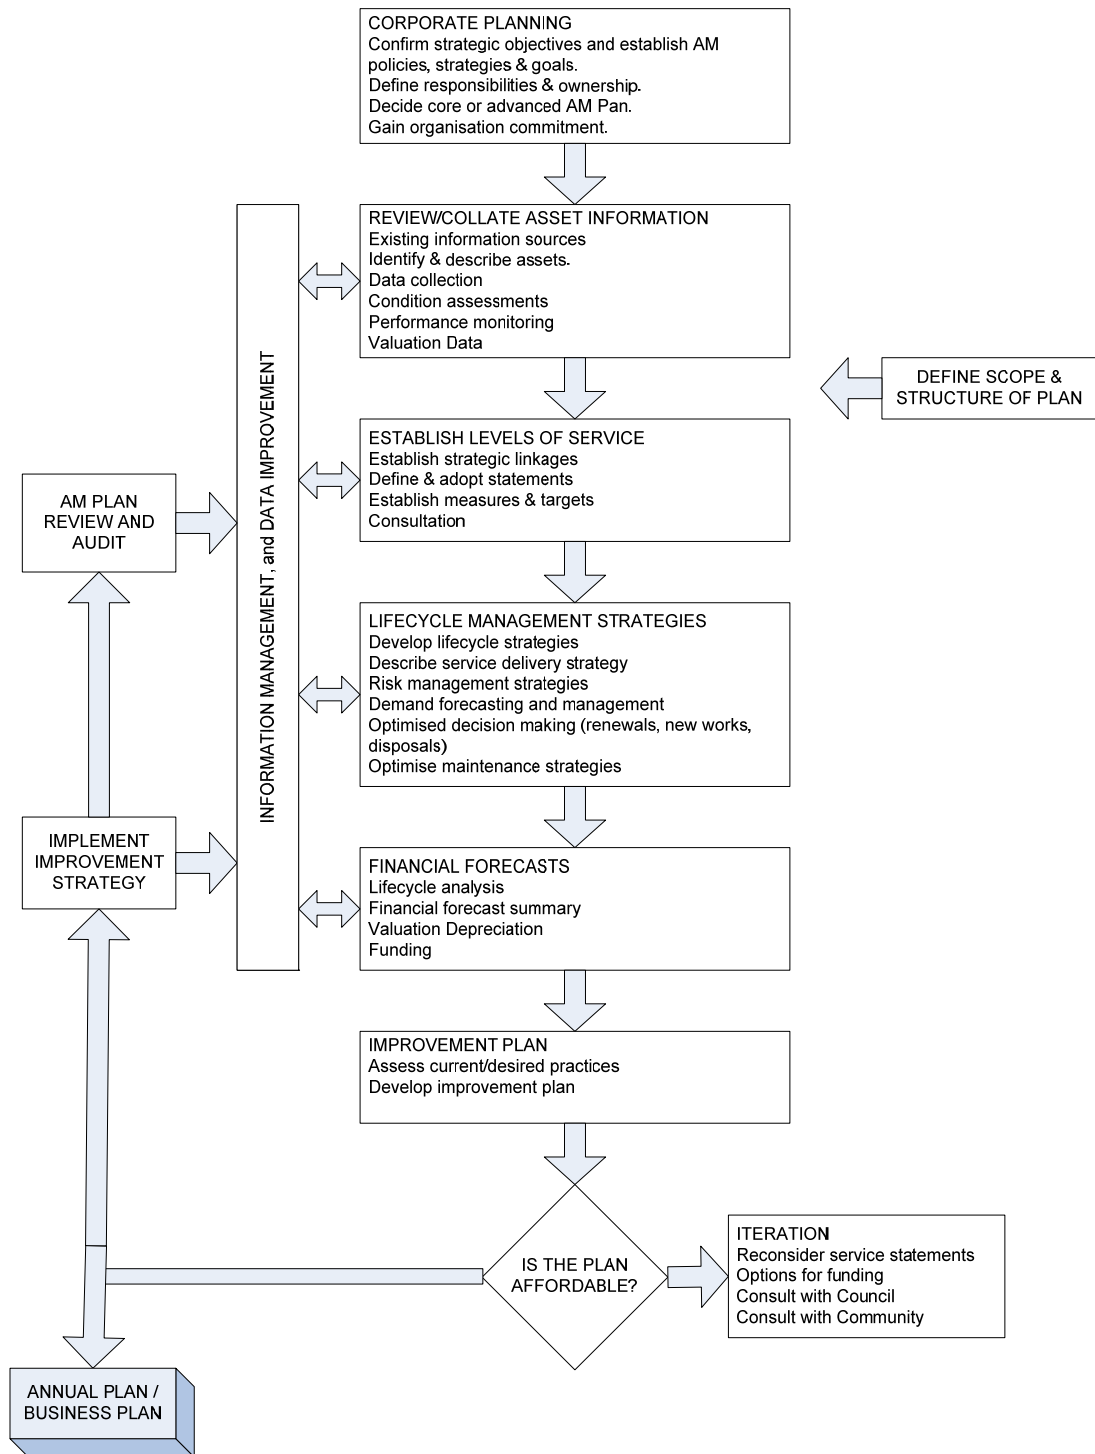 CORPORATE PLANNING
Confirm strategic objectives and establish AM
policies, strategies & goals.
Define responsibilities & ownership.
Decide core or advanced AM Pan.
Gain organisation commitment.
REVIEW/COLLATE ASSET INFORMATION
Existing information sources
Identify & describe assets.
Data collection
Condition assessments
Performance monitoring
Valuation Data
DEFINE SCOPE &
STRUCTURE OF PLAN
INFORMATION MANAGEMENT, and DATA IMPROVEMENT
ESTABLISH LEVELS OF SERVICE
Establish strategic linkages
Define & adopt statements
Establish measures & targets
Consultation
AM PLAN
REVIEW AND
AUDIT
LIFECYCLE MANAGEMENT STRATEGIES
Develop lifecycle strategies
Describe service delivery strategy
Risk management strategies
Demand forecasting and management
Optimised decision making (renewals, new works,
disposals)
Optimise maintenance strategies
IMPLEMENT
IMPROVEMENT
STRATEGY
FINANCIAL FORECASTS
Lifecycle analysis
Financial forecast summary
Valuation Depreciation
Funding
IMPROVEMENT PLAN
Assess current/desired practices
Develop improvement plan
IS THE PLAN
AFFORDABLE?
ITERATION
Reconsider service statements
Options for funding
Consult with Council
Consult with Community
ANNUAL PLAN /
BUSINESS PLAN